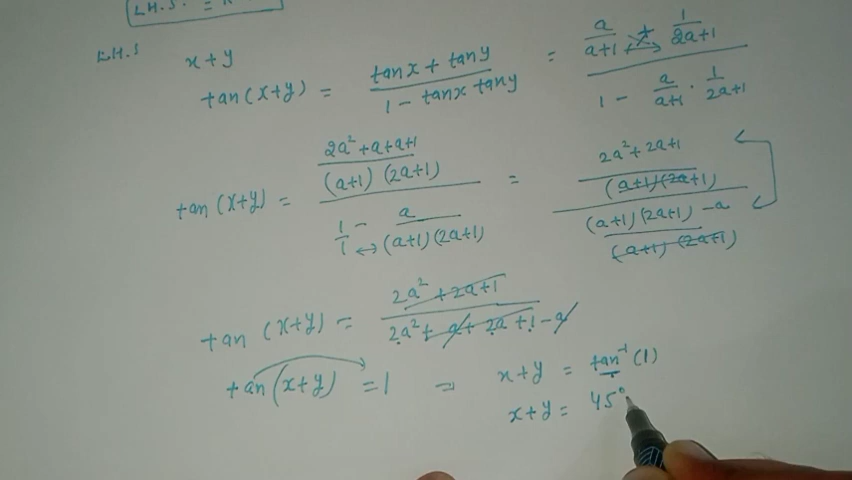 L.H.S. =
L.H.S
x+y
tan(x+y) = (tanx + tany)/(1 - tanx tany) = (a/(a+1) + 1/(2a+1))/(1 - a/(a+1) · 1/(2a+1))
tan(x+y) = ((2a²+a+a+1)/((a+1)(2a+1)))/(1/1 - a/((a+1)(2a+1))) = ((2a²+2a+1)/((a+1)(2a+1)))/(((a+1)(2a+1)-a)/((a+1)(2a+1)))
tan(x+y) = (2a²+2a+1)/(2a²+a+2a+1-a)
tan(x+y) = 1 = x+y = tan⁻¹(1)
x+y = 45°